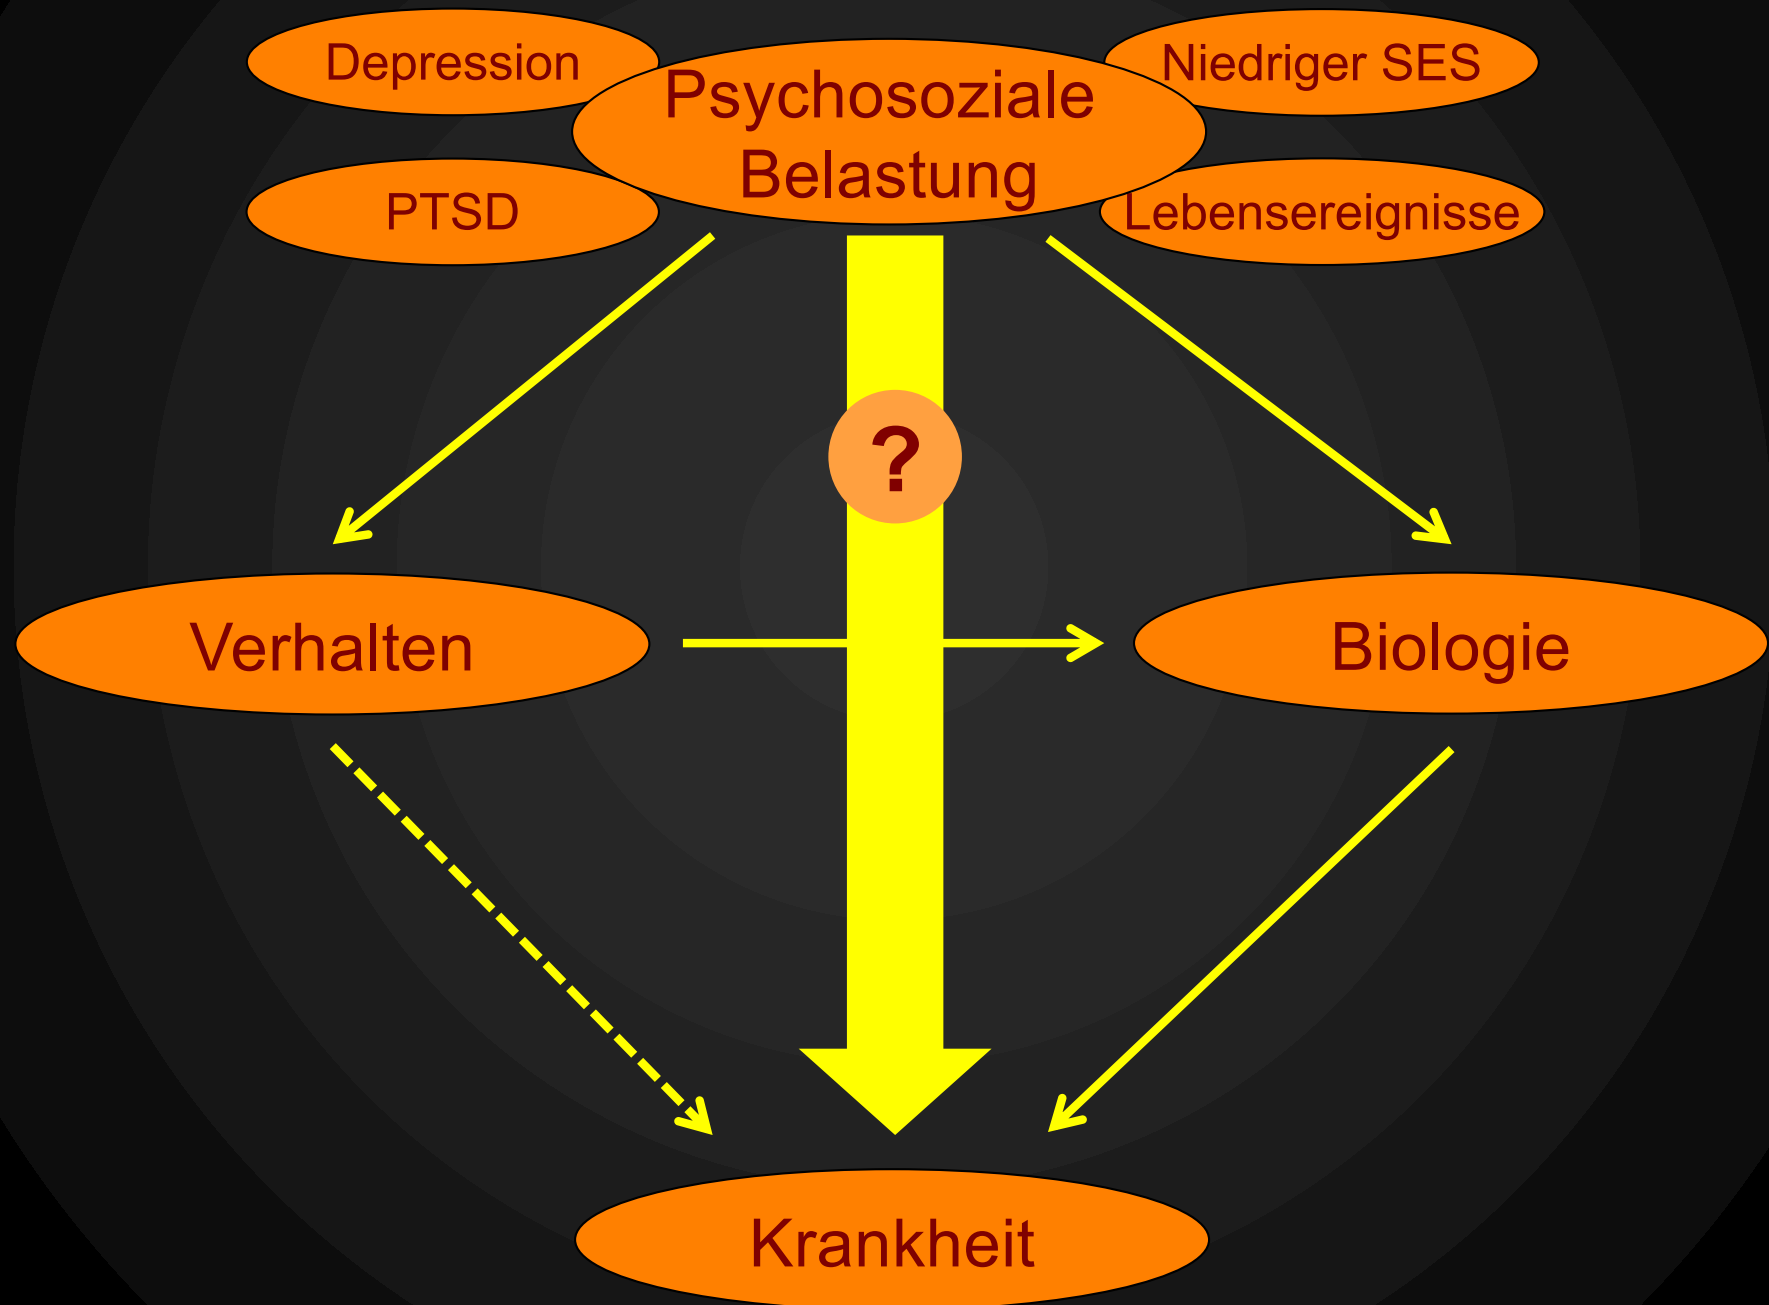 Depression
Niedriger SES
Psychosoziale
Belastung
PTSD
Lebensereignisse
?
Verhalten
Biologie
Krankheit